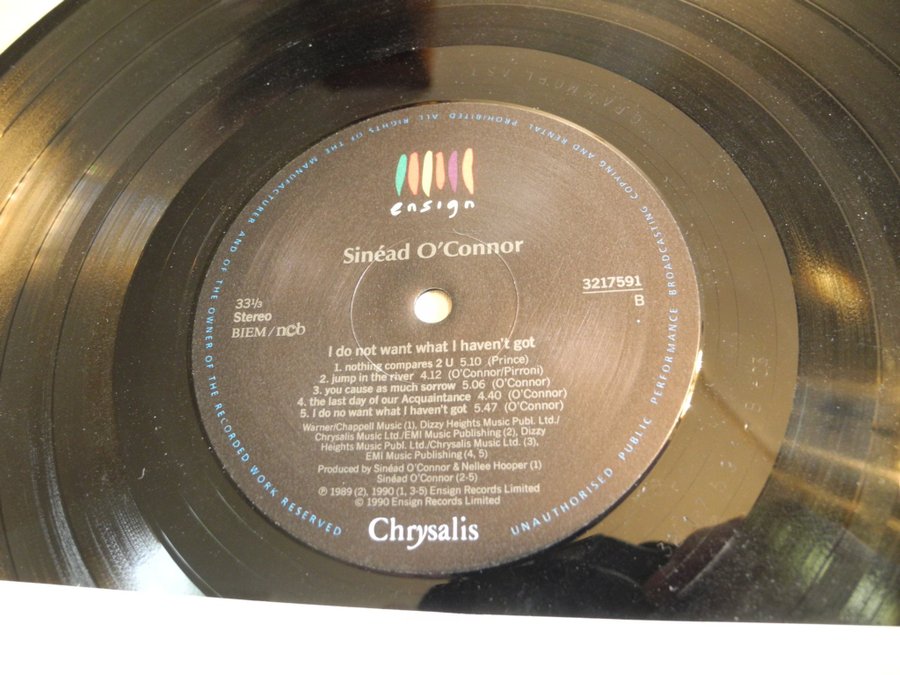 ensign
Sinéad O'Connor
33⅓
Stereo
BIEM/ncb
3217591
B
I do not want what I haven't got
1. nothing compares 2 U 5.10 (Prince)
2. jump in the river 4.12 (O'Connor/Pirroni)
3. you cause as much sorrow 5.06 (O'Connor)
4. the last day of our Acquaintance 4.40 (O'Connor)
5. I do no want what I haven't got 5.47 (O'Connor)
Warner/Chappell Music (1), Dizzy Heights Music Publ. Ltd./
Chrysalis Music Ltd./EMI Music Publishing (2), Dizzy
Heights Music Publ. Ltd./Chrysalis Music Ltd. (3),
EMI Music Publishing (4, 5)
Produced by Sinéad O'Connor & Nellee Hooper (1)
Sinéad O'Connor (2-5)
℗ 1989 (2), 1990 (1, 3-5) Ensign Records Limited
© 1990 Ensign Records Limited
Chrysalis
ALL RIGHTS OF THE MANUFACTURER AND OF THE OWNER OF THE RECORDED WORK RESERVED
UNAUTHORISED PUBLIC PERFORMANCE BROADCASTING COPYING AND RENTAL PROHIBITED